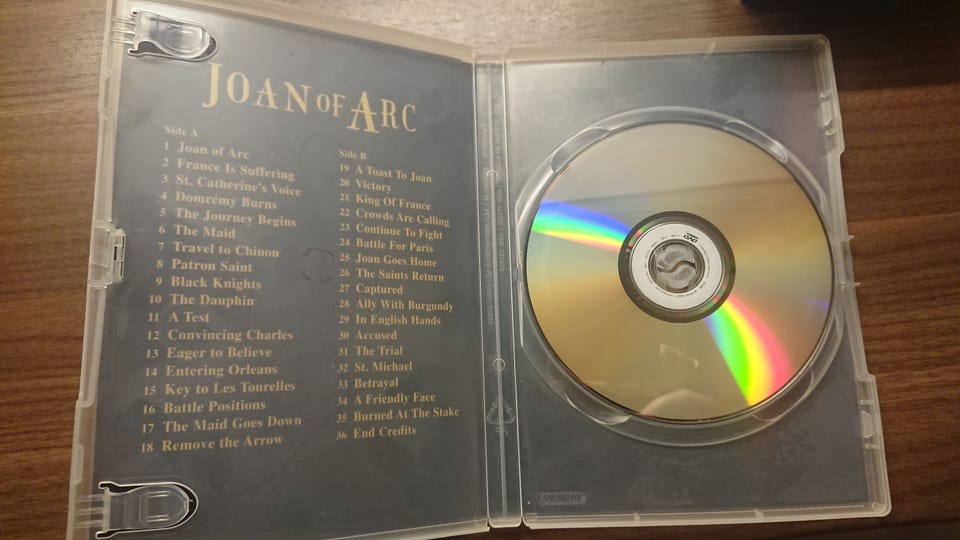 JOAN OF ARC
Side A
1 Joan of Arc
2 France Is Suffering
3 St. Catherine's Voice
4 Domrémy Burns
5 The Journey Begins
6 The Maid
7 Travel to Chinon
8 Patron Saint
9 Black Knights
10 The Dauphin
11 A Test
12 Convincing Charles
13 Eager to Believe
14 Entering Orleans
15 Key to Les Tourelles
16 Battle Positions
17 The Maid Goes Down
18 Remove the Arrow
Side B
19 A Toast To Joan
20 Victory
21 King Of France
22 Crowds Are Calling
23 Continue To Fight
24 Battle For Paris
25 Joan Goes Home
26 The Saints Return
27 Captured
28 Ally With Burgundy
29 In English Hands
30 Accused
31 The Trial
32 St. Michael
33 Betrayal
34 A Friendly Face
35 Burned At The Stake
36 End Credits
DVD
AMARAY